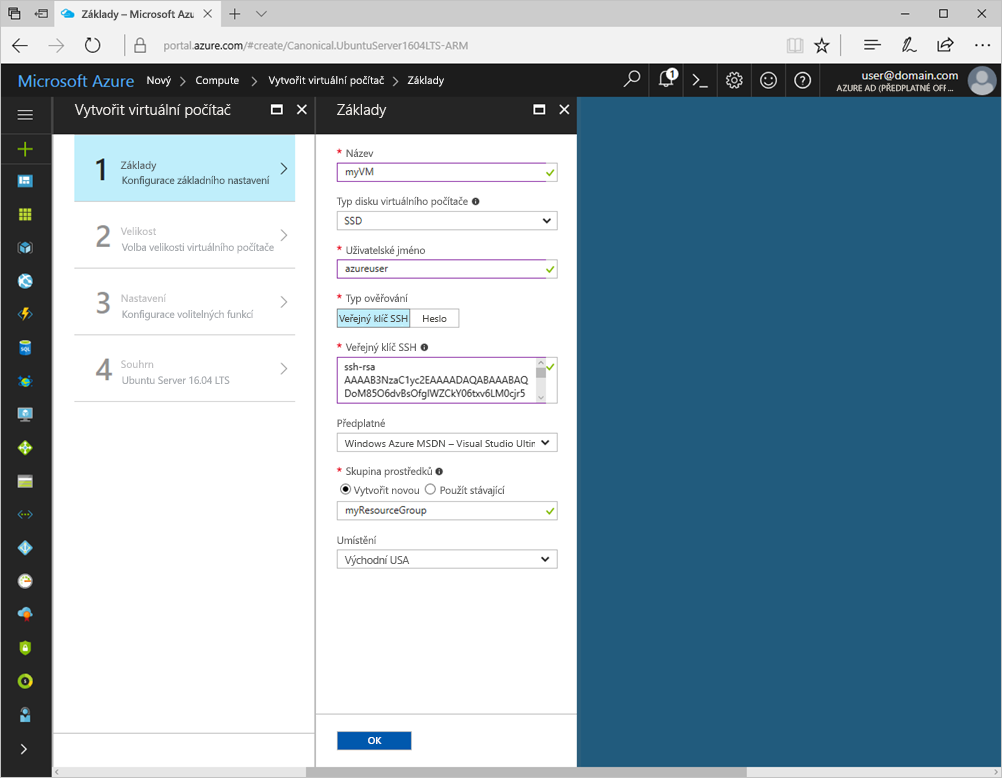 Základy – Microsoft Azu
portal.azure.com/#create/Canonical.UbuntuServer1604LTS-ARM
Microsoft Azure Nový > Compute > Vytvořit virtuální počítač > Základy
1
user@domain.com
AZURE AD (PŘEDPLATNÉ OFF...
Vytvořit virtuální počítač
1 Základy
Konfigurace základního nastavení
2 Velikost
Volba velikosti virtuálního počítače
3 Nastavení
Konfigurace volitelných funkcí
4 Souhrn
Ubuntu Server 16.04 LTS
Základy
* Název
myVM
Typ disku virtuálního počítače
SSD
* Uživatelské jméno
azureuser
* Typ ověřování
Veřejný klíč SSH Heslo
* Veřejný klíč SSH
ssh-rsa
AAAAB3NzaC1yc2EAAAADAQABAAABAQ
DoM85O6dvBsOfgIWZCkY06txv6LM0cjr5
Předplatné
Windows Azure MSDN – Visual Studio Ultin
* Skupina prostředků
Vytvořit novou Použít stávající
myResourceGroup
Umístění
Východní USA
OK
SQL